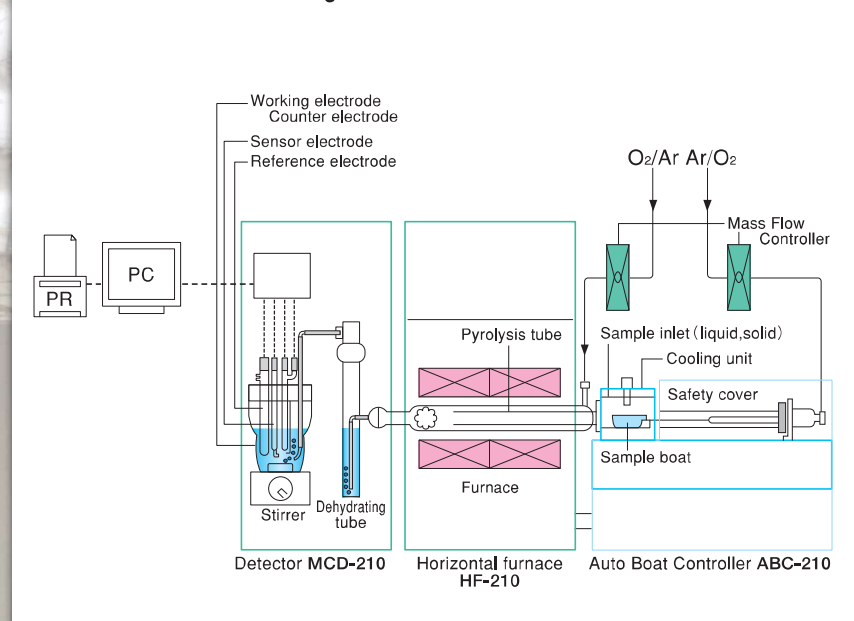 Working electrode
Counter electrode
Sensor electrode
Reference electrode
O2/Ar Ar/O2
Mass Flow
Controller
PC
PR
Pyrolysis tube
Sample inlet (liquid,solid)
Cooling unit
Safety cover
Sample boat
Furnace
Stirrer
Dehydrating
tube
Detector MCD-210
Horizontal furnace
HF-210
Auto Boat Controller ABC-210